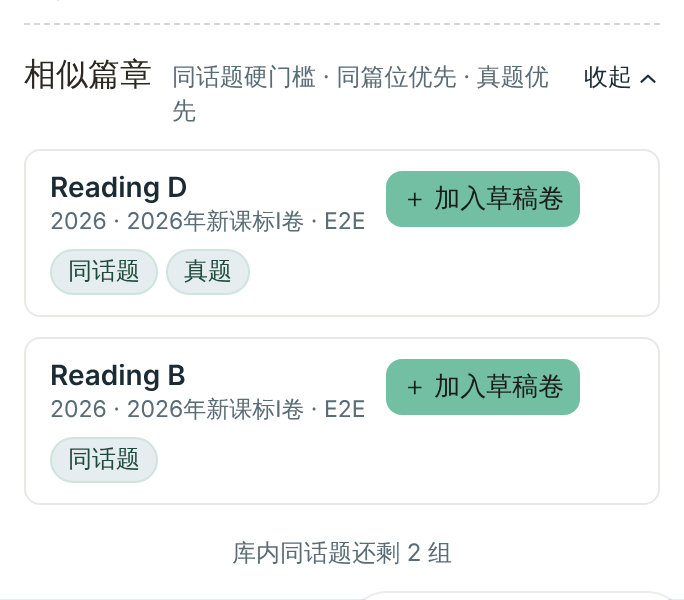 相似篇章
同话题硬门槛 · 同篇位优先 · 真题优
先
收起
Reading D
+ 加入草稿卷
2026 · 2026年新课标I卷 · E2E
同话题
真题
Reading B
+ 加入草稿卷
2026 · 2026年新课标I卷 · E2E
同话题
库内同话题还剩 2 组